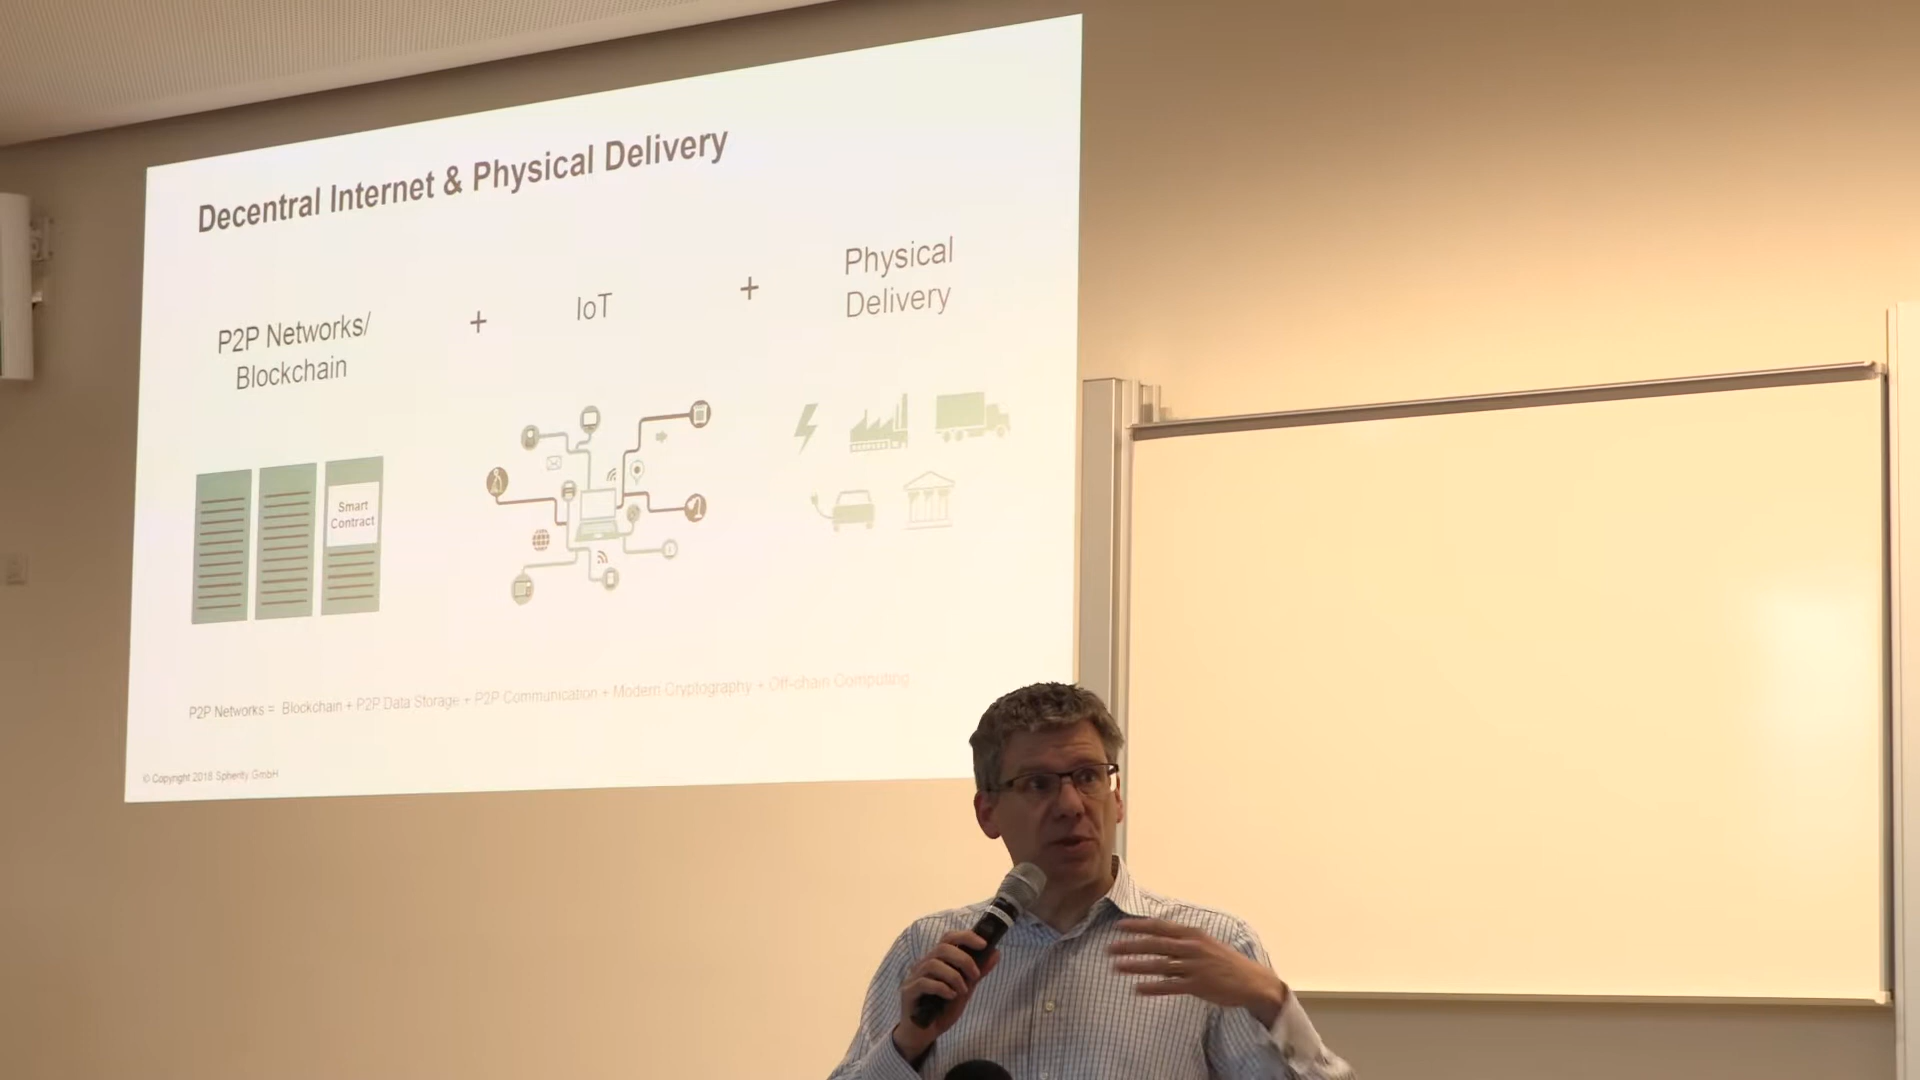 Decentral Internet & Physical Delivery
P2P Networks/
Blockchain
+
IoT
+
Physical
Delivery
Smart
Contract
P2P Networks = Blockchain + P2P Data Storage + P2P Communication + Modern Cryptography + Off-chain Computing
© Copyright 2018 Spherity GmbH